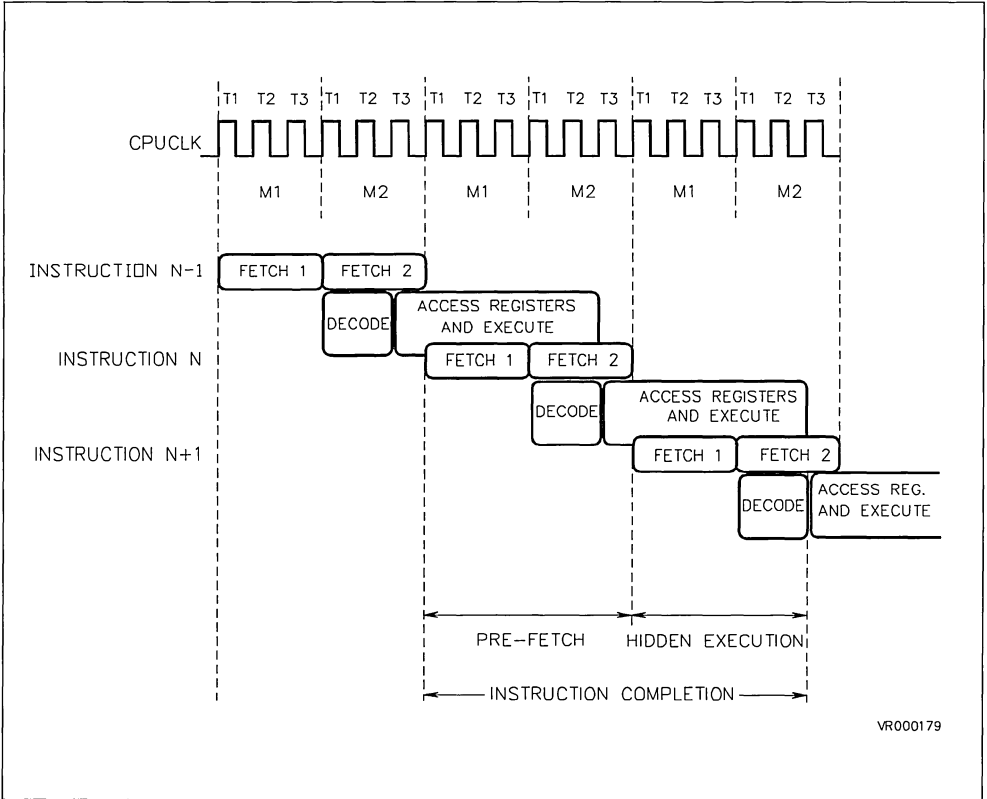 T1 T2 T3 T1 T2 T3 T1 T2 T3 T1 T2 T3 T1 T2 T3 T1 T2 T3
CPUCLK
M1 M2 M1 M2 M1 M2
INSTRUCTION N-1 FETCH 1 FETCH 2
DECODE ACCESS REGISTERS
AND EXECUTE
INSTRUCTION N FETCH 1 FETCH 2
DECODE ACCESS REGISTERS
AND EXECUTE
INSTRUCTION N+1 FETCH 1 FETCH 2
DECODE ACCESS REG.
AND EXECUTE
PRE-FETCH HIDDEN EXECUTION
INSTRUCTION COMPLETION
VR000179